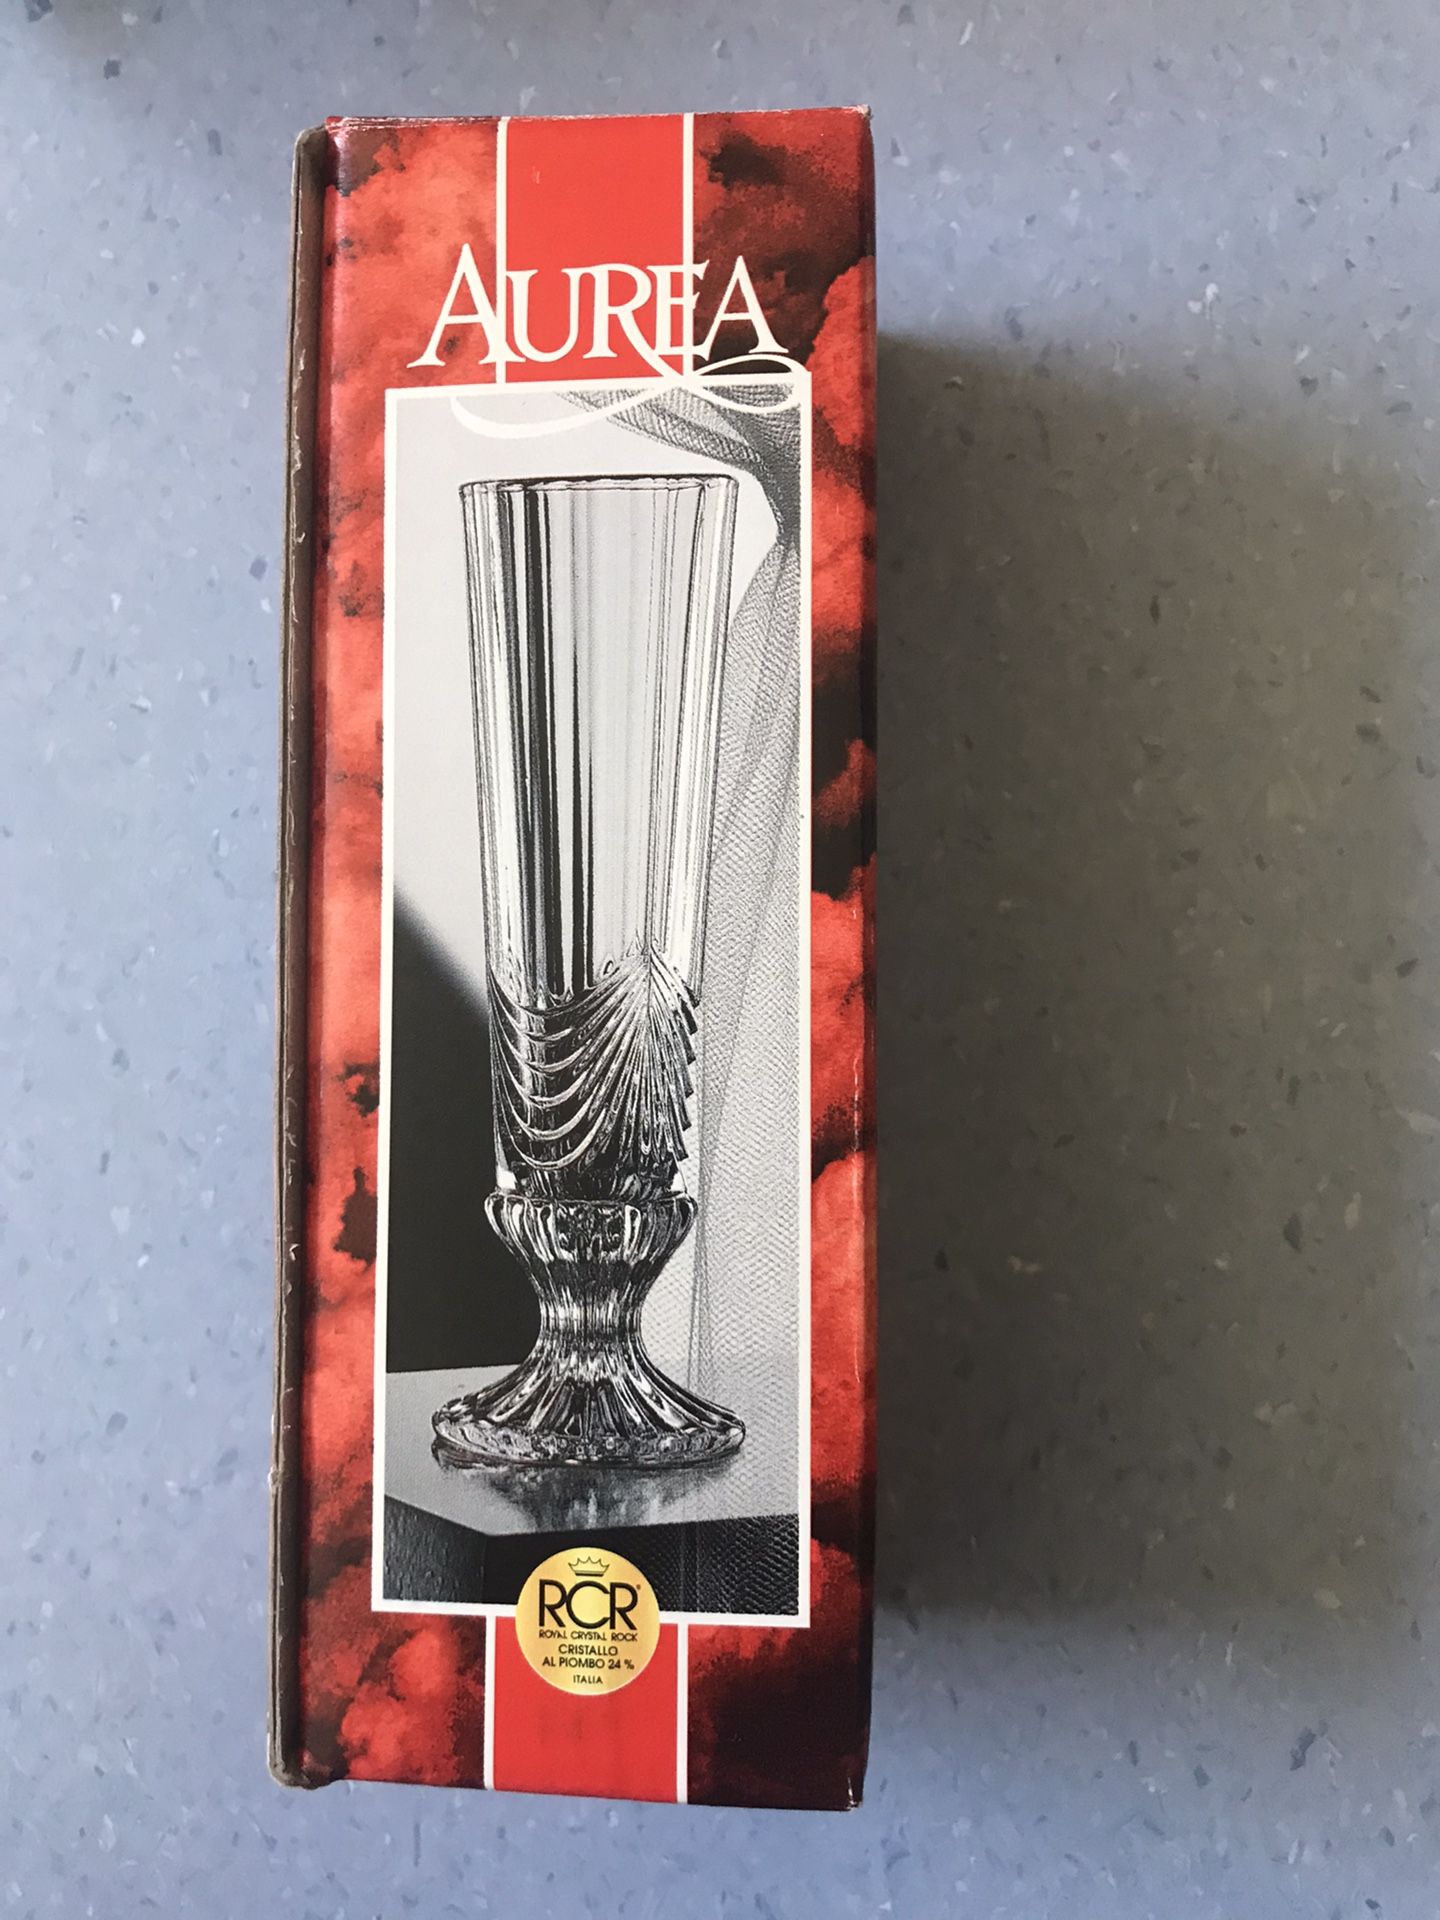 AUREA
RCR®
ROYAL CRYSTAL ROCK
CRISTALLO
AL PIOMBO 24 %
ITALIA